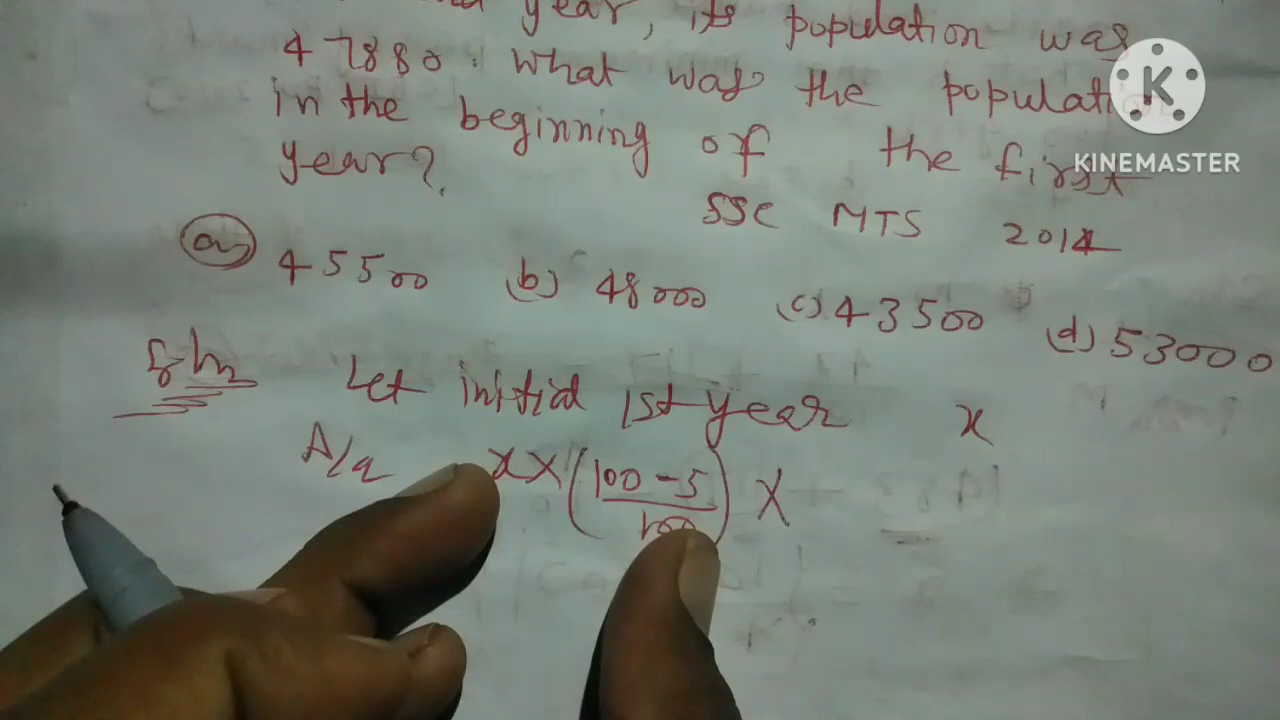 year, its population was
47880. What was the population
in the beginning of the first
year?
SSC MTS 2014
(a) 45500 (b) 48000 (c) 43500 (d) 53000
Soln Let initial 1st year x
A/q x × (100 - 5 / 100) ×
K
KINEMASTER